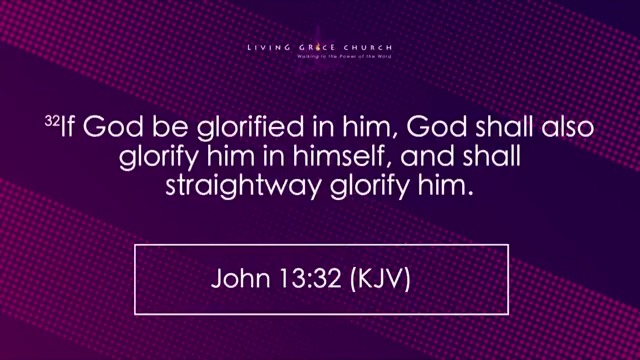 LIVING GRACE CHURCH
Walking in the Power of the Word
32If God be glorified in him, God shall also
glorify him in himself, and shall
straightway glorify him.
John 13:32 (KJV)